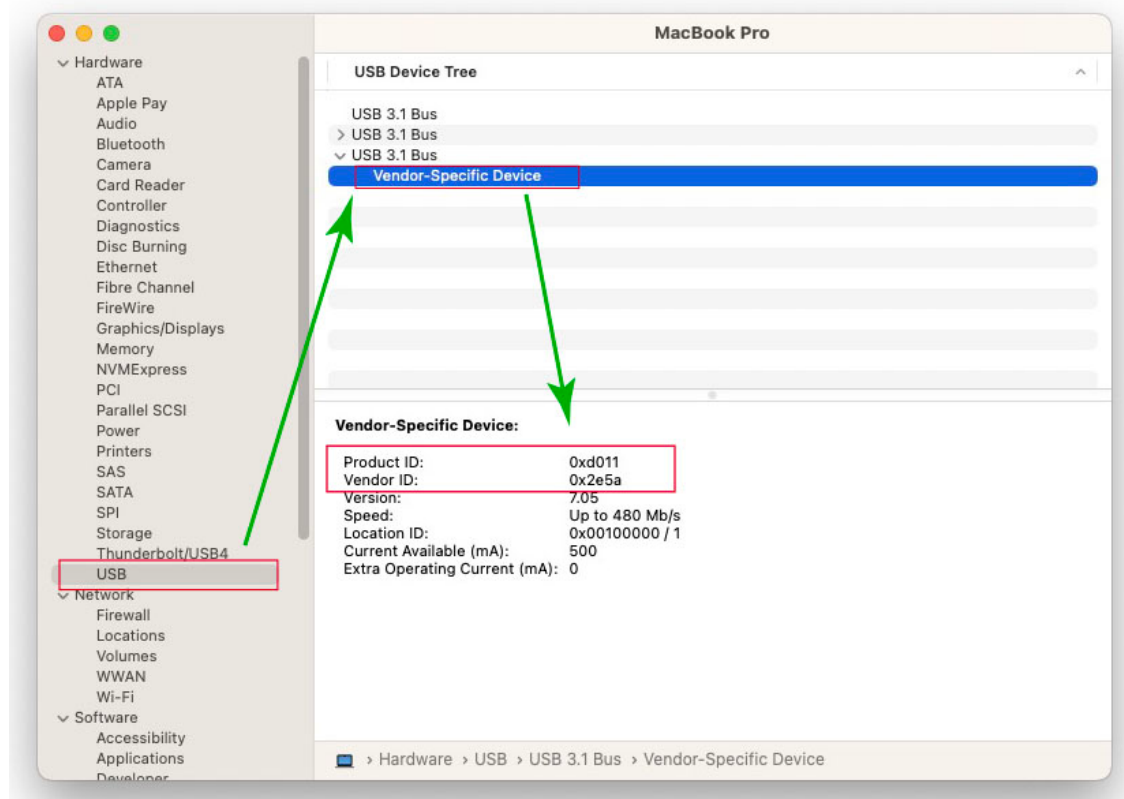 MacBook Pro
Hardware
ATA
Apple Pay
Audio
Bluetooth
Camera
Card Reader
Controller
Diagnostics
Disc Burning
Ethernet
Fibre Channel
FireWire
Graphics/Displays
Memory
NVMExpress
PCI
Parallel SCSI
Power
Printers
SAS
SATA
SPI
Storage
Thunderbolt/USB4
USB
Network
Firewall
Locations
Volumes
WWAN
Wi-Fi
Software
Accessibility
Applications
Developer
USB Device Tree
USB 3.1 Bus
USB 3.1 Bus
USB 3.1 Bus
Vendor-Specific Device
Vendor-Specific Device:
Product ID: 0xd011
Vendor ID: 0x2e5a
Version: 7.05
Speed: Up to 480 Mb/s
Location ID: 0x00100000 / 1
Current Available (mA): 500
Extra Operating Current (mA): 0
Hardware › USB › USB 3.1 Bus › Vendor-Specific Device